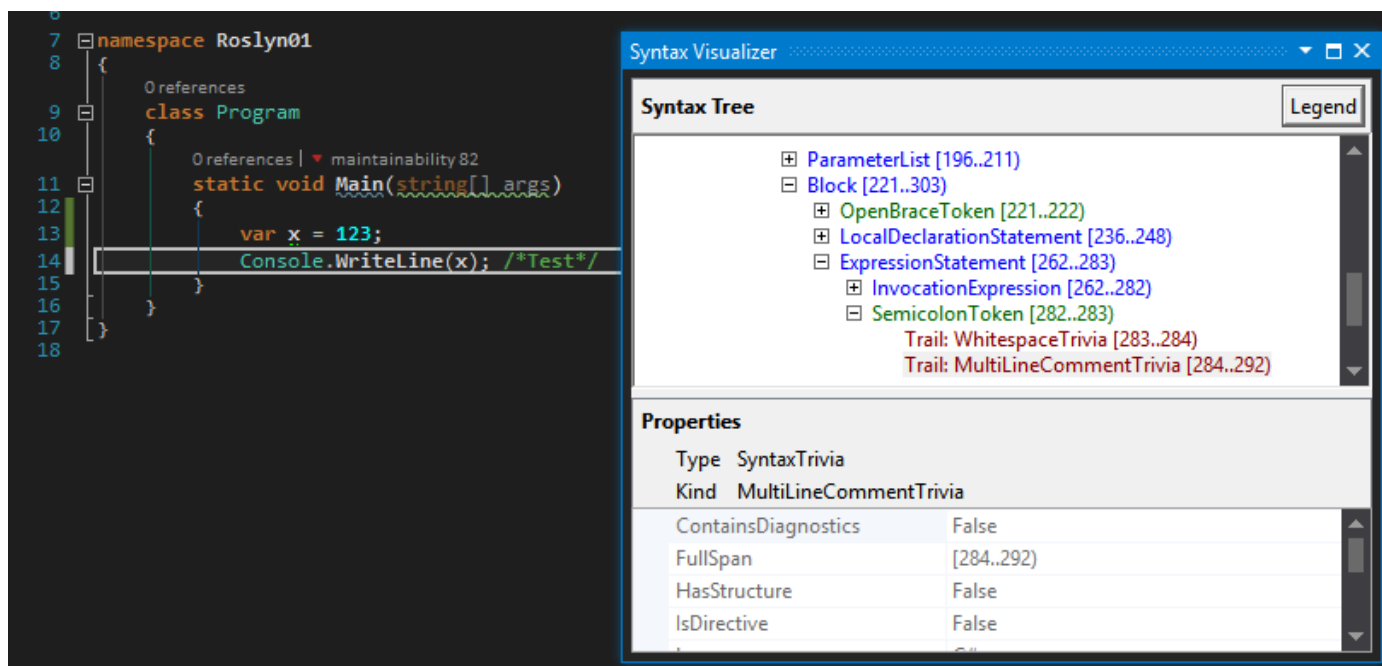 6
7 namespace Roslyn01
8 {
0 references
9 class Program
10 {
0 references | maintainability 82
11 static void Main(string[] args)
12 {
13 var x = 123;
14 Console.WriteLine(x); /*Test*/
15 }
16 }
17 }
18
Syntax Visualizer
Syntax Tree Legend
ParameterList [196..211)
Block [221..303)
OpenBraceToken [221..222)
LocalDeclarationStatement [236..248)
ExpressionStatement [262..283)
InvocationExpression [262..282)
SemicolonToken [282..283)
Trail: WhitespaceTrivia [283..284)
Trail: MultiLineCommentTrivia [284..292)
Properties
Type SyntaxTrivia
Kind MultiLineCommentTrivia
ContainsDiagnostics False
FullSpan [284..292)
HasStructure False
IsDirective False